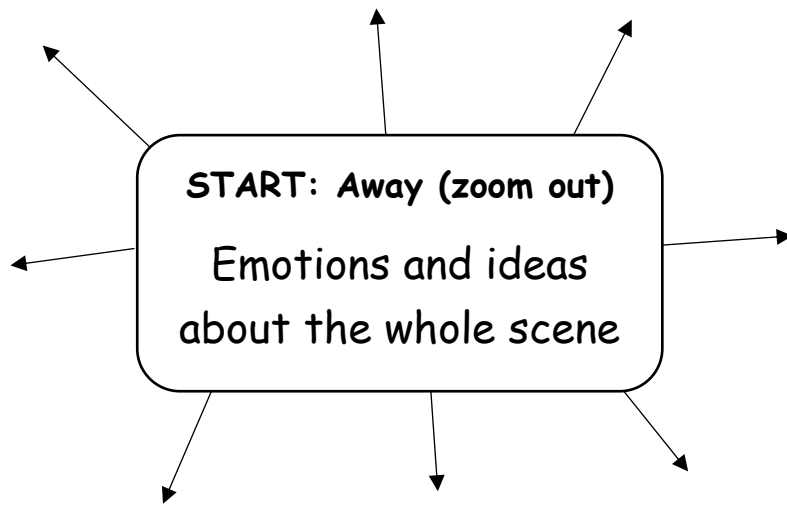 START: Away (zoom out)
Emotions and ideas
about the whole scene